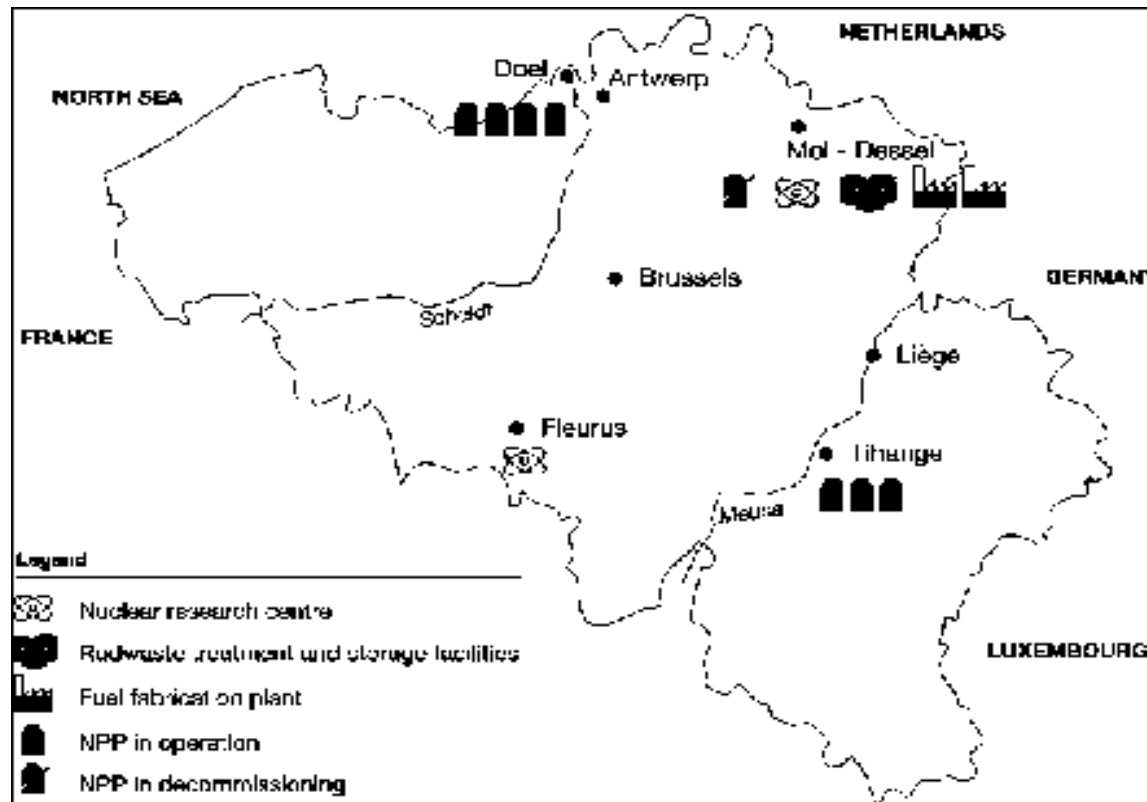 NETHERLANDS
NORTH SEA
Doel
Antwerp
Mol - Dessel
Brussels
GERMANY
Scheldt
FRANCE
Liège
Fleurus
Tihange
Meuse
Legend
Nuclear research centre
Radwaste treatment and storage facilities
LUXEMBOURG
Fuel fabrication plant
NPP in operation
NPP in decommissioning